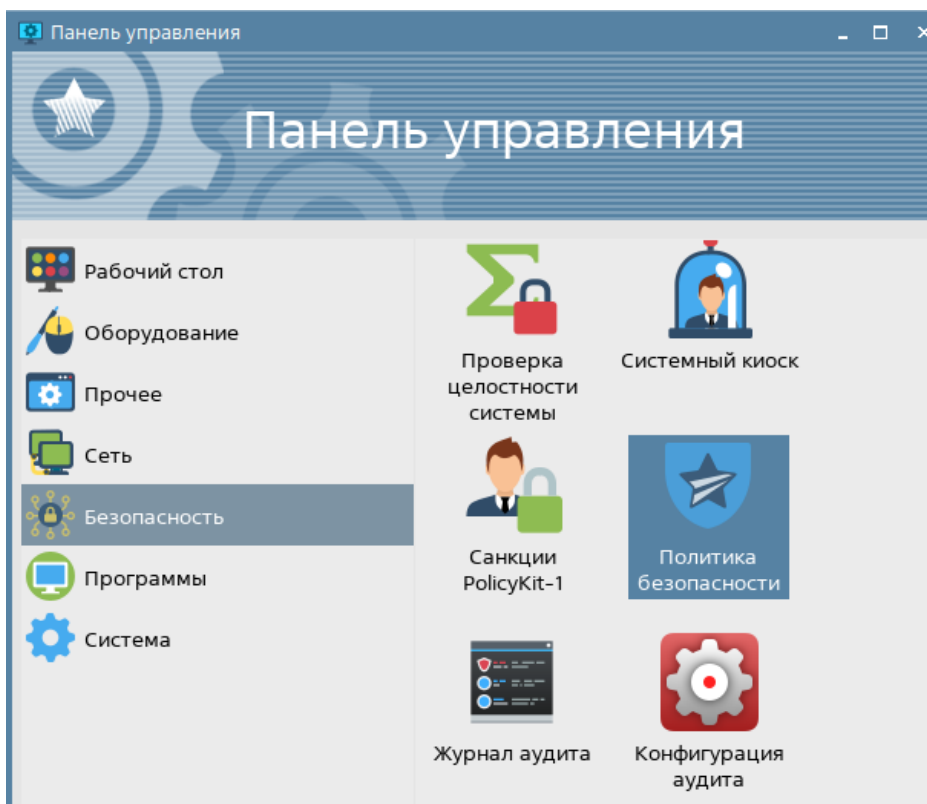 Панель управления
Панель управления
Рабочий стол
Оборудование
Прочее
Сеть
Безопасность
Программы
Система
Проверка
целостности
системы
Системный киоск
Санкции
PolicyKit-1
Политика
безопасности
Журнал аудита
Конфигурация
аудита